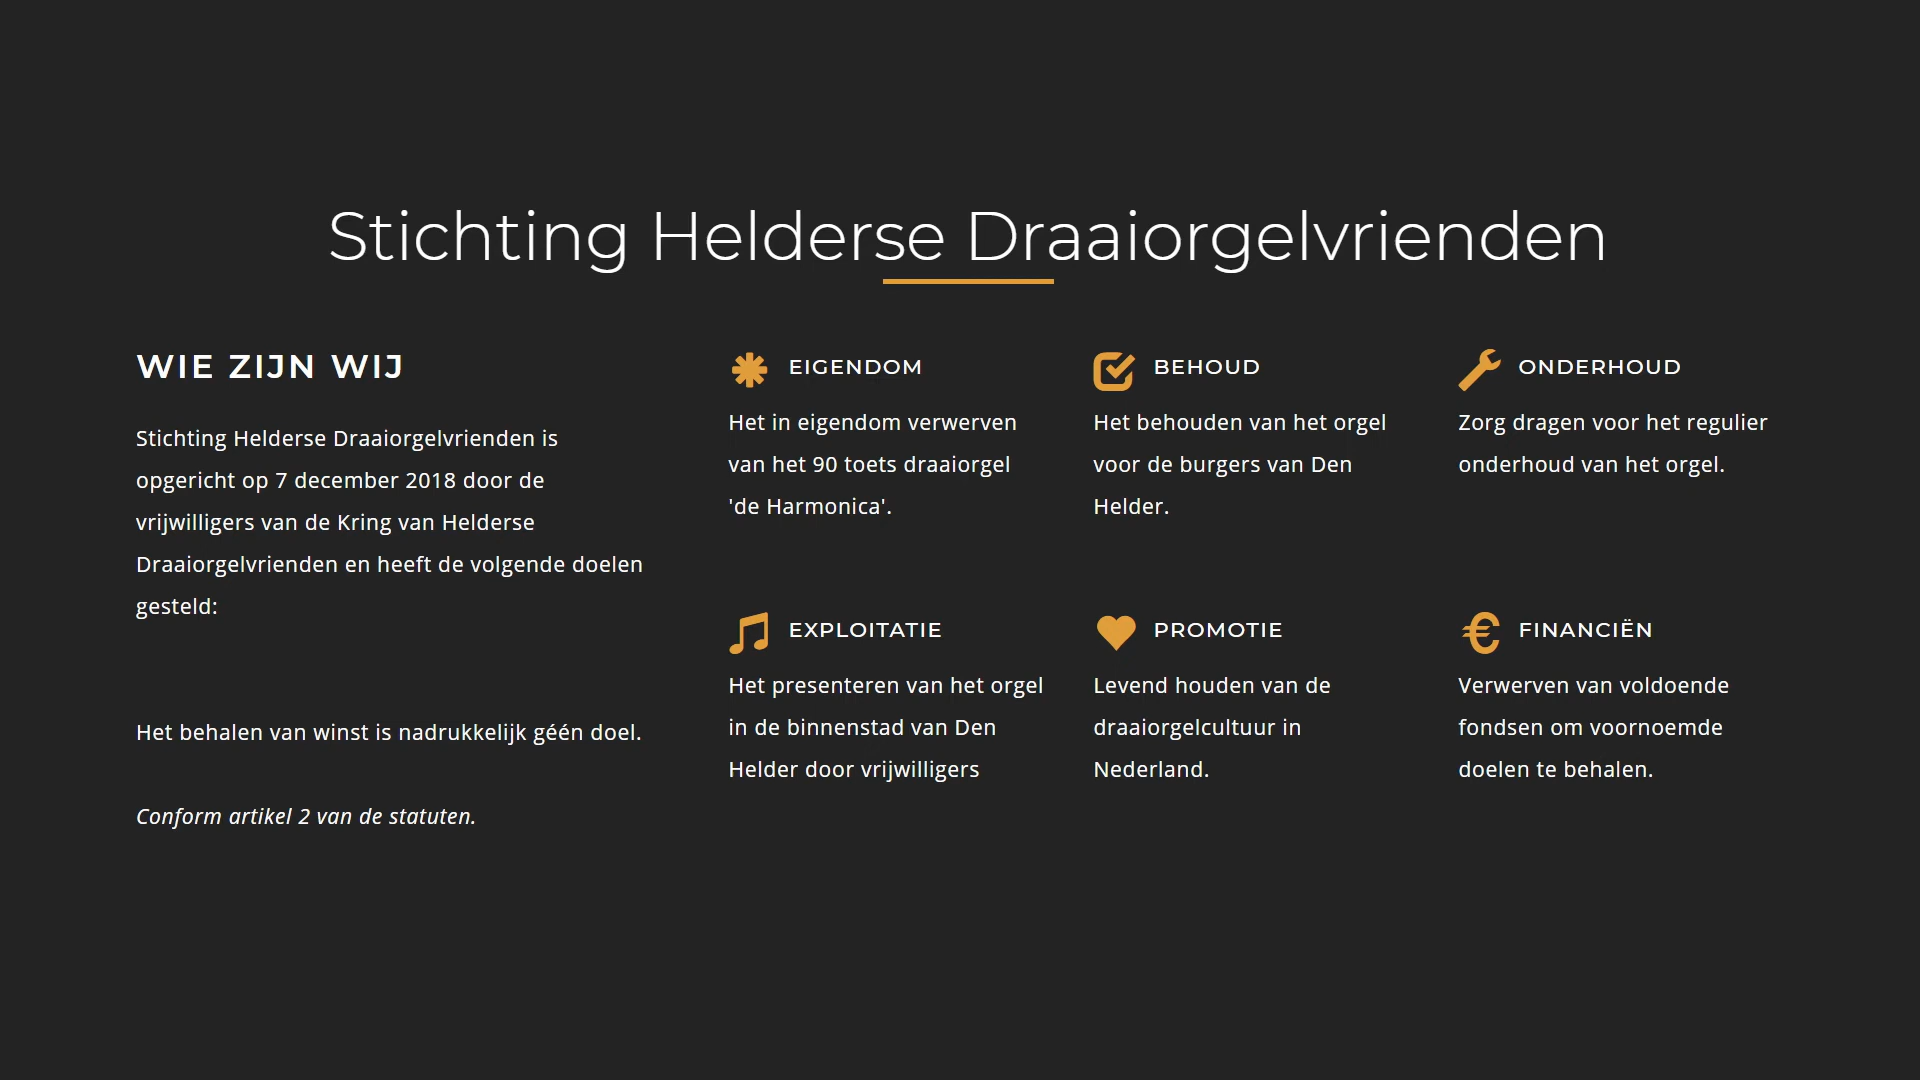 Stichting Helderse Draaiorgelvrienden
WIE ZIJN WIJ
Stichting Helderse Draaiorgelvrienden is
opgericht op 7 december 2018 door de
vrijwilligers van de Kring van Helderse
Draaiorgelvrienden en heeft de volgende doelen
gesteld:
Het behalen van winst is nadrukkelijk géén doel.
Conform artikel 2 van de statuten.
EIGENDOM
Het in eigendom verwerven
van het 90 toets draaiorgel
'de Harmonica'.
BEHOUD
Het behouden van het orgel
voor de burgers van Den
Helder.
ONDERHOUD
Zorg dragen voor het regulier
onderhoud van het orgel.
EXPLOITATIE
Het presenteren van het orgel
in de binnenstad van Den
Helder door vrijwilligers
PROMOTIE
Levend houden van de
draaiorgelcultuur in
Nederland.
FINANCIËN
Verwerven van voldoende
fondsen om voornoemde
doelen te behalen.